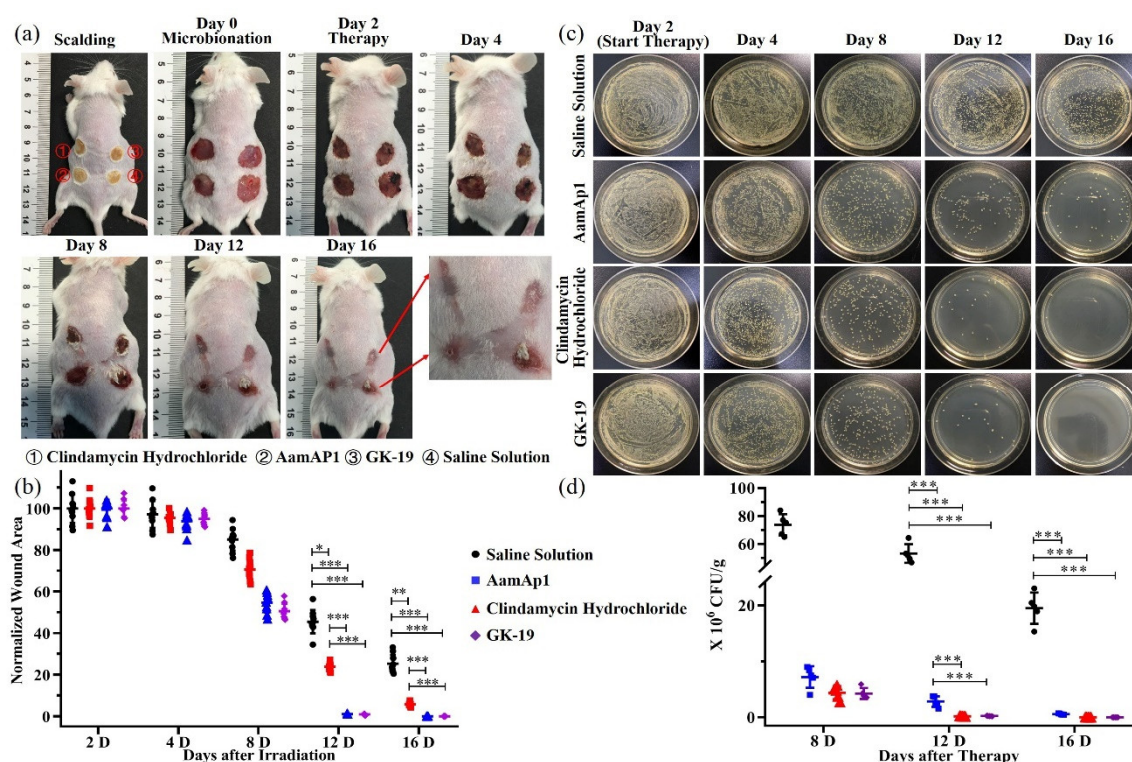 (a)
Scalding
Day 0
Microbionation
Day 2
Therapy
Day 4
① ③
② ④
Day 8 Day 12 Day 16
① Clindamycin Hydrochloride ② AamAP1 ③ GK-19 ④ Saline Solution
(b)
Normalized Wound Area
100
80
60
40
20
0
* 
***
***
***
***
**
***
***
***
***
2 D 4 D 8 D 12 D 16 D
Days after Irradiation
Saline Solution
AamAp1
Clindamycin Hydrochloride
GK-19
(c)
Day 2
(Start Therapy)
Day 4 Day 8 Day 12 Day 16
Saline Solution
AamAp1
Clindamycin
Hydrochloride
GK-19
(d)
X 10⁶ CFU/g
100
80
60
20
0
***
***
***
***
***
***
***
***
8 D 12 D 16 D
Days after Therapy